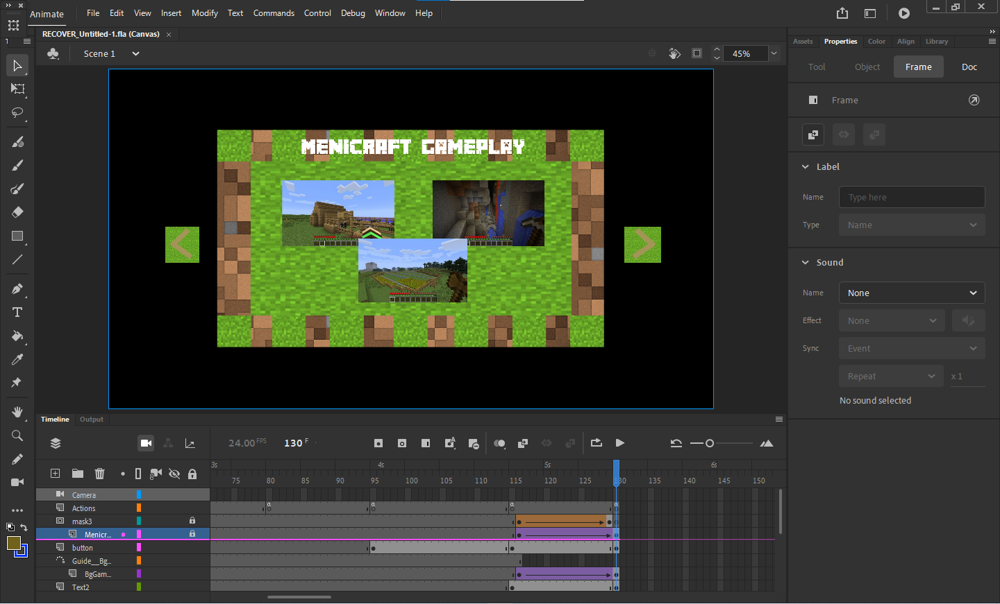 Animate
File Edit View Insert Modify Text Commands Control Debug Window Help
RECOVER_Untitled-1.fla (Canvas)
Scene 1
45%
MENICRAFT GAMEPLAY
Assets Properties Color Align Library
Tool Object Frame Doc
Frame
Label
Name Type here
Type Name
Sound
Name None
Effect None
Sync Event
Repeat x 1
No sound selected
Timeline Output
24.00 FPS 130 F
3s 4s 5s 6s
75 80 85 90 95 100 105 110 115 120 125 130 135 140 145 150
Camera
Actions
mask3
Menicr...
button
Guide__Bg...
BgGam...
Text2